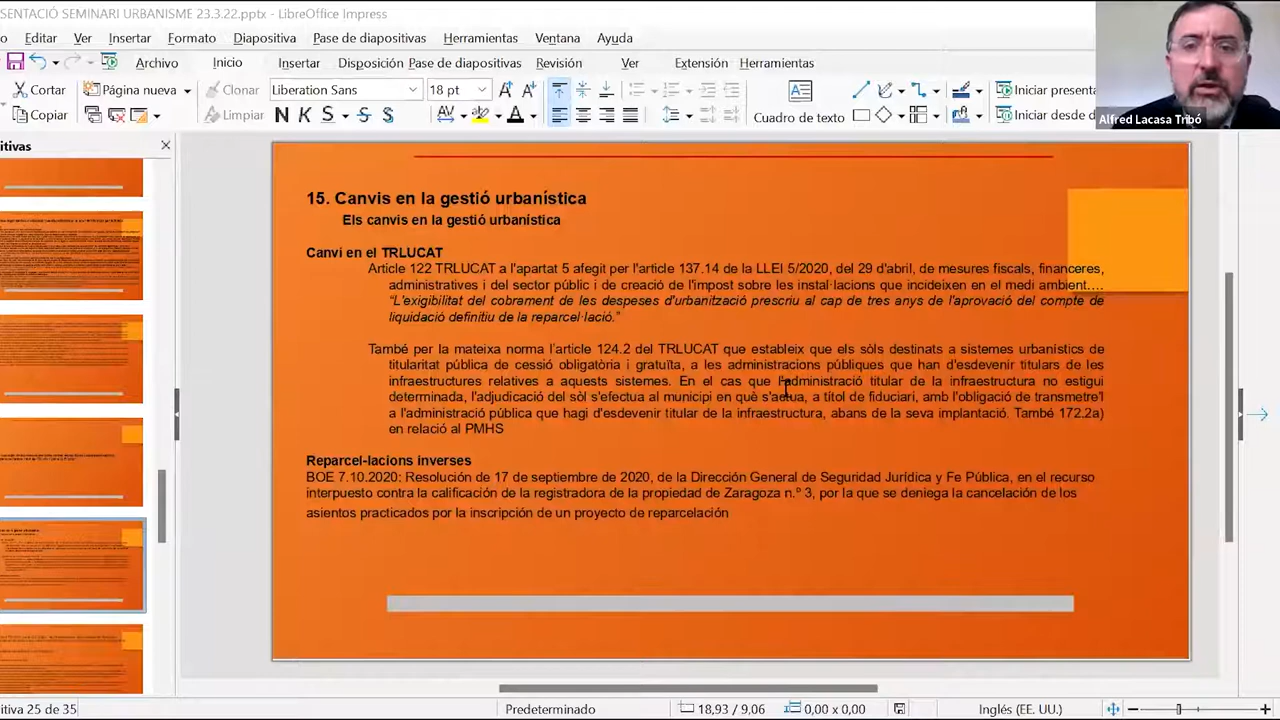 SENTACIÓ SEMINARI URBANISME 23.3.22.pptx - LibreOffice Impress
Editar Ver Insertar Formato Diapositiva Pase de diapositivas Herramientas Ventana Ayuda
Archivo Inicio Insertar Disposición Pase de diapositivas Revisión Ver Extensión Herramientas
Cortar Página nueva Clonar Liberation Sans 18 pt Iniciar present
Copiar Limpiar Cuadro de texto Iniciar desde d
Alfred Lacasa Tribó
itivas
15. Canvis en la gestió urbanística
Els canvis en la gestió urbanística
Canvi en el TRLUCAT
Article 122 TRLUCAT a l'apartat 5 afegit per l'article 137.14 de la LLEI 5/2020, del 29 d'abril, de mesures fiscals, financeres,
administratives i del sector públic i de creació de l'impost sobre les instal·lacions que incideixen en el medi ambient....
“L'exigibilitat del cobrament de les despeses d'urbanització prescriu al cap de tres anys de l'aprovació del compte de
liquidació definitiu de la reparcel·lació.”
També per la mateixa norma l'article 124.2 del TRLUCAT que estableix que els sòls destinats a sistemes urbanístics de
titularitat pública de cessió obligatòria i gratuïta, a les administracions públiques que han d'esdevenir titulars de les
infraestructures relatives a aquests sistemes. En el cas que l'administració titular de la infraestructura no estigui
determinada, l'adjudicació del sòl s'efectua al municipi en què s'actua, a títol de fiduciari, amb l'obligació de transmetre'l
a l'administració pública que hagi d'esdevenir titular de la infraestructura, abans de la seva implantació. També 172.2a)
en relació al PMHS
Reparcel-lacions inverses
BOE 7.10.2020: Resolución de 17 de septiembre de 2020, de la Dirección General de Seguridad Jurídica y Fe Pública, en el recurso
interpuesto contra la calificación de la registradora de la propiedad de Zaragoza n.º 3, por la que se deniega la cancelación de los
asientos practicados por la inscripción de un proyecto de reparcelación
itiva 25 de 35 Predeterminado 18,93 / 9,06 0,00 x 0,00 Inglés (EE. UU.)